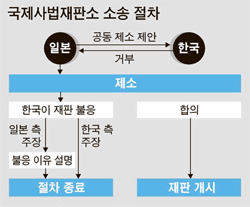 국제사법재판소 소송 절차
공동 제소 제안
일본
한국
거부
제소
한국이 재판 불응
합의
일본 측
주장
한국 측
주장
불응 이유 설명
절차 종료
재판 개시